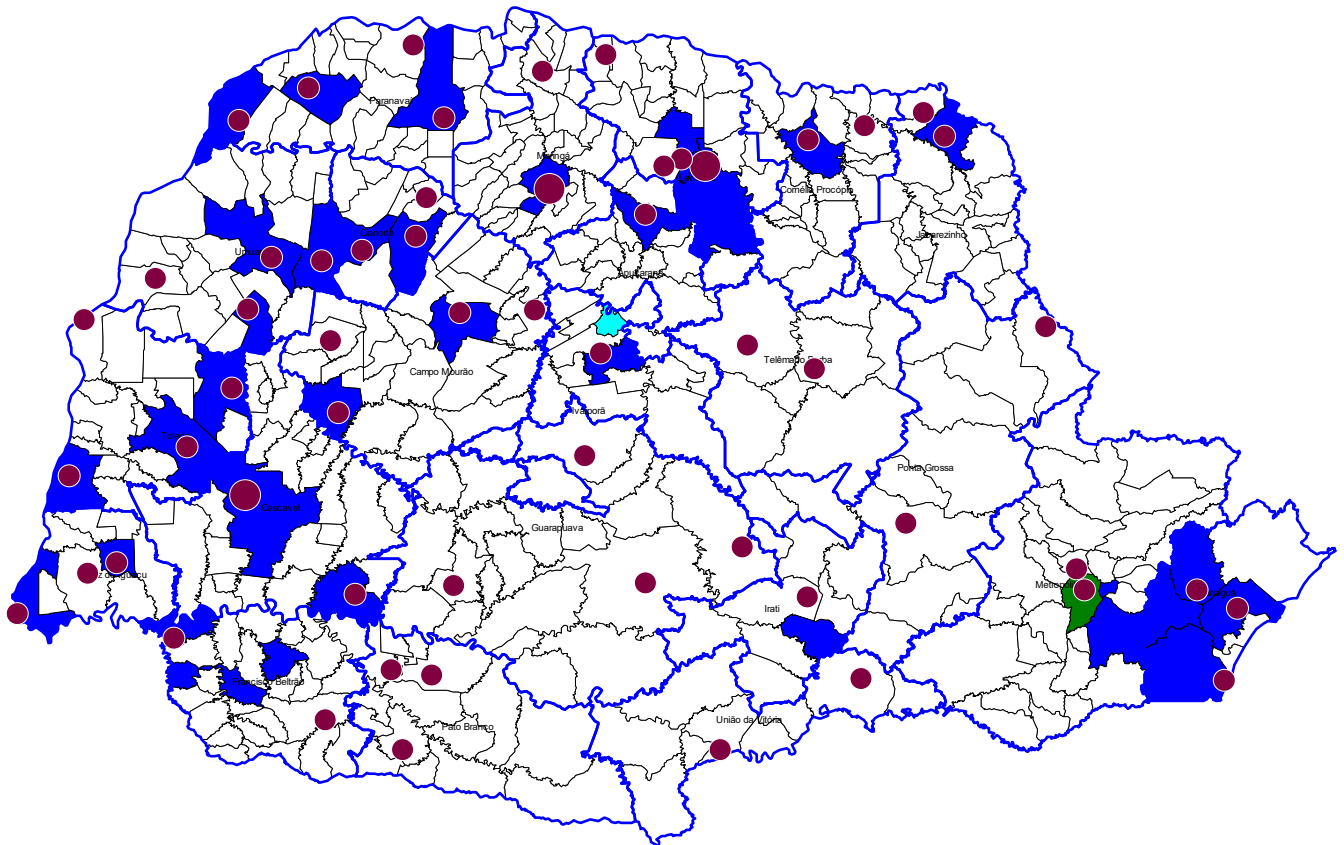 Paranavaí
Maringá
Cornélio Procópio
Jacarezinho
Apucarana
Telêmaco Borba
Campo Mourão
Ivaiporã
Ponta Grossa
Cascavel
Guarapuava
Irati
Francisco Beltrão
União da Vitória
Pato Branco